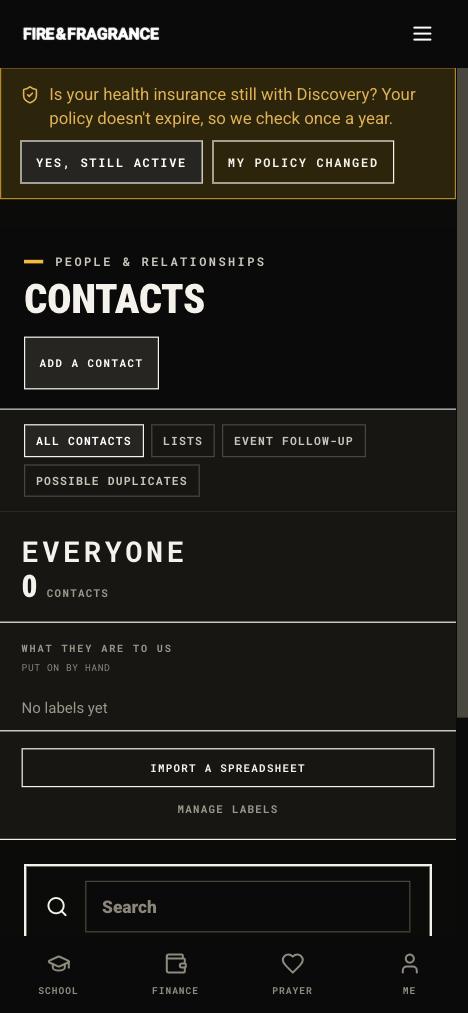 FIRE&FRAGRANCE
Is your health insurance still with Discovery? Your
policy doesn't expire, so we check once a year.
YES, STILL ACTIVE
MY POLICY CHANGED
PEOPLE & RELATIONSHIPS
CONTACTS
ADD A CONTACT
ALL CONTACTS
LISTS
EVENT FOLLOW-UP
POSSIBLE DUPLICATES
EVERYONE
0 CONTACTS
WHAT THEY ARE TO US
PUT ON BY HAND
No labels yet
IMPORT A SPREADSHEET
MANAGE LABELS
Search
SCHOOL
FINANCE
PRAYER
ME